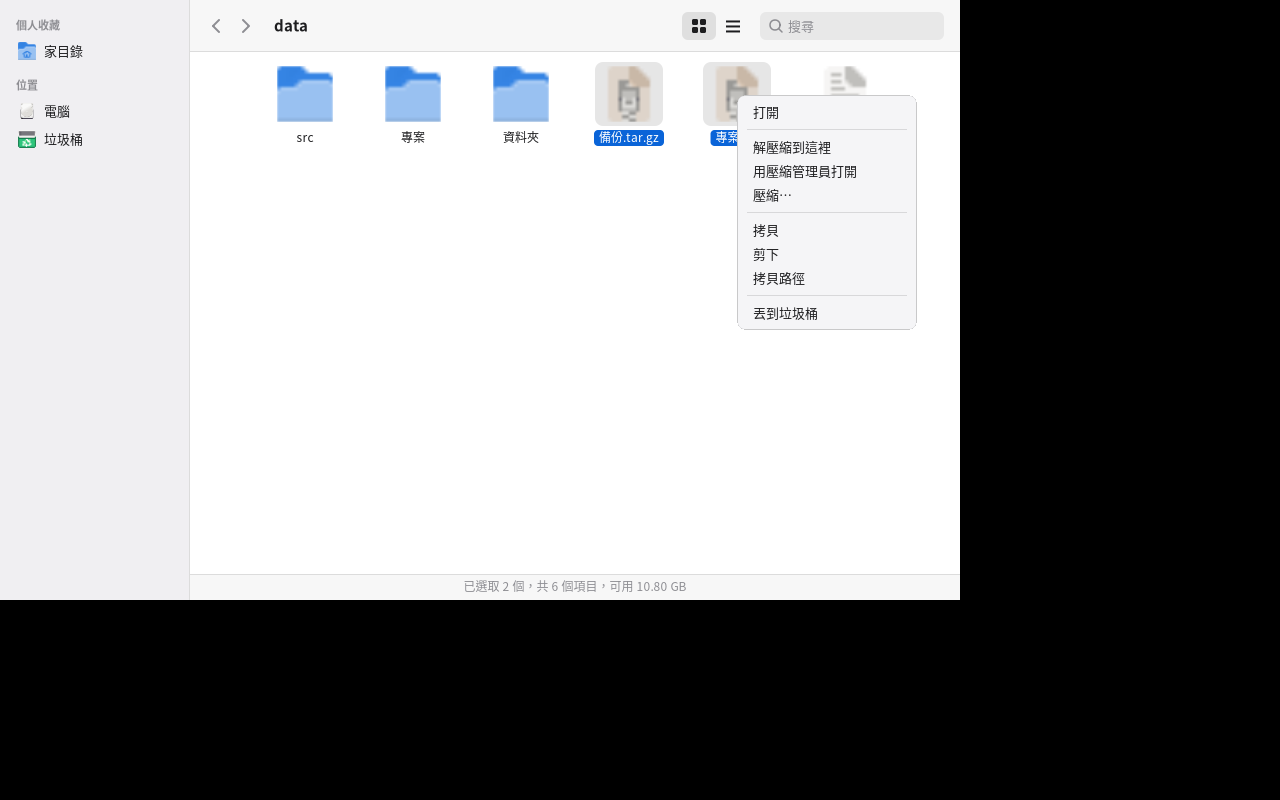 個人收藏
家目錄
位置
電腦
垃圾桶
data
搜尋
src
專案
資料夾
備份.tar.gz
專案
打開
解壓縮到這裡
用壓縮管理員打開
壓縮⋯
拷貝
剪下
拷貝路徑
丟到垃圾桶
已選取 2 個，共 6 個項目，可用 10.80 GB